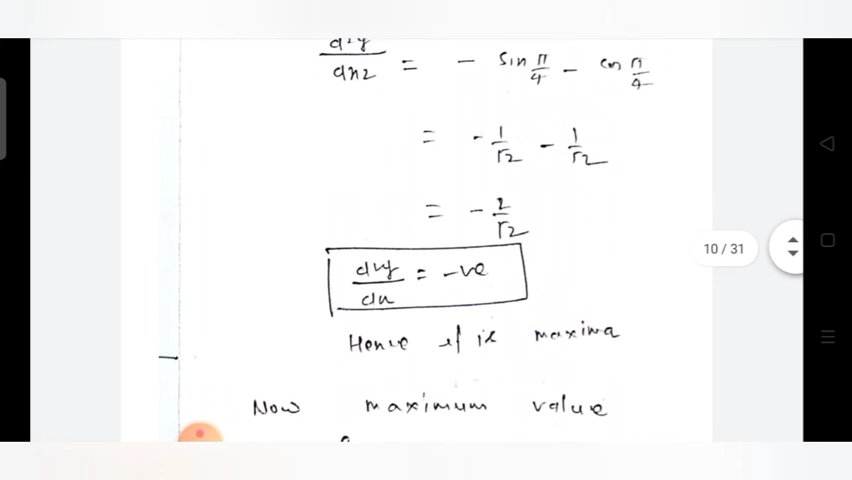 d²y/dx² = - sin π/4 - cos π/4
= - 1/√2 - 1/√2
= - 2/√2
d²y/dx = -ve
10 / 31
Hence it is maxima
Now maximum value